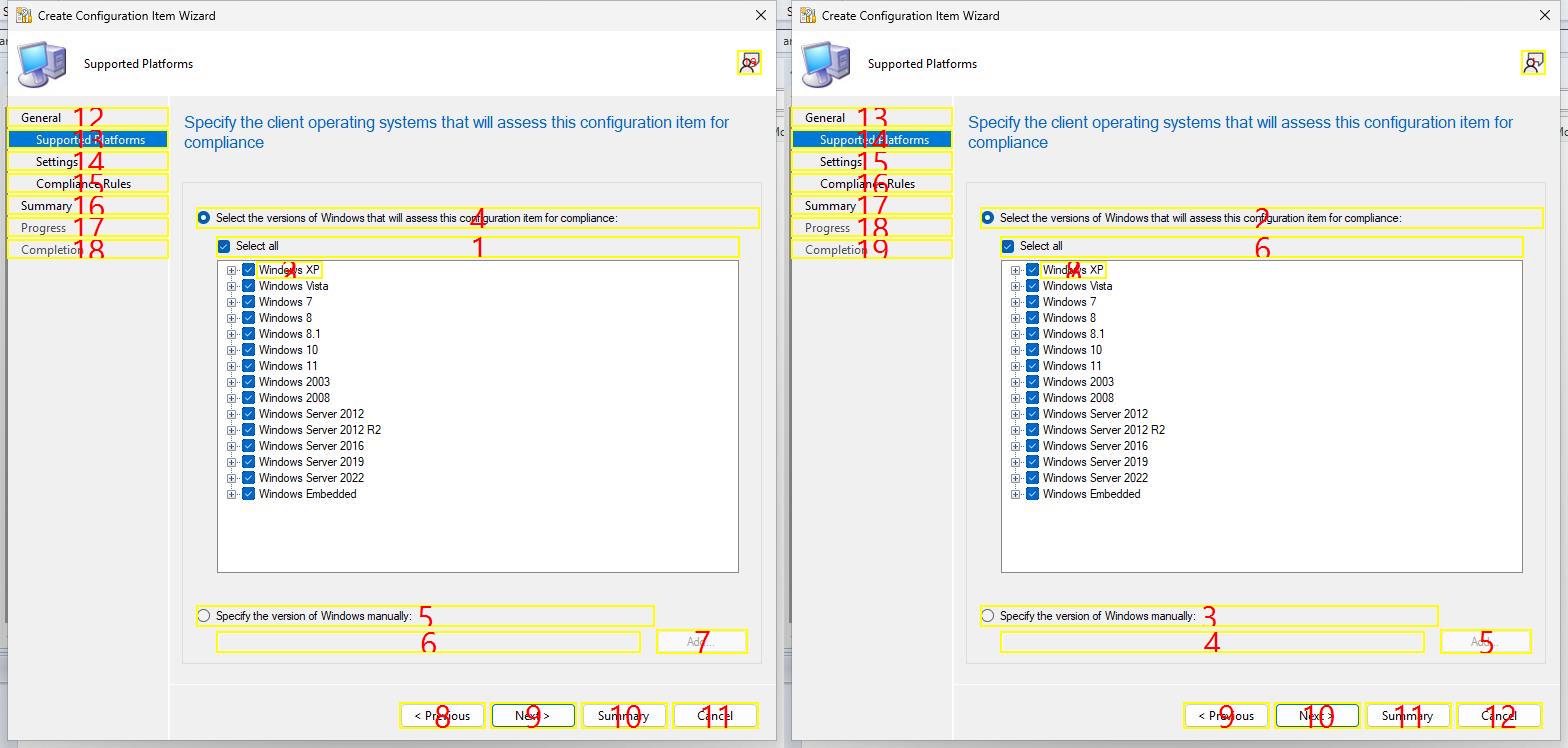 Create Configuration Item Wizard
Supported Platforms
General 12
Supported Platforms 13
Settings 14
Compliance Rules 15
Summary 16
Progress 17
Completion 18
Specify the client operating systems that will assess this configuration item for
compliance
Select the versions of Windows that will assess this configuration item for compliance: 4
Select all 1
Windows XP
Windows Vista
Windows 7
Windows 8
Windows 8.1
Windows 10
Windows 11
Windows 2003
Windows 2008
Windows Server 2012
Windows Server 2012 R2
Windows Server 2016
Windows Server 2019
Windows Server 2022
Windows Embedded
Specify the version of Windows manually: 5
6 Add... 7
< Previous 8 Next > 9 Summary 10 Cancel 11
Create Configuration Item Wizard
Supported Platforms
General 13
Supported Platforms 14
Settings 15
Compliance Rules 16
Summary 17
Progress 18
Completion 19
Specify the client operating systems that will assess this configuration item for
compliance
Select the versions of Windows that will assess this configuration item for compliance: 2
Select all 6
Windows XP
Windows Vista
Windows 7
Windows 8
Windows 8.1
Windows 10
Windows 11
Windows 2003
Windows 2008
Windows Server 2012
Windows Server 2012 R2
Windows Server 2016
Windows Server 2019
Windows Server 2022
Windows Embedded
Specify the version of Windows manually: 3
4 Add... 5
< Previous 9 Next > 10 Summary 11 Cancel 12